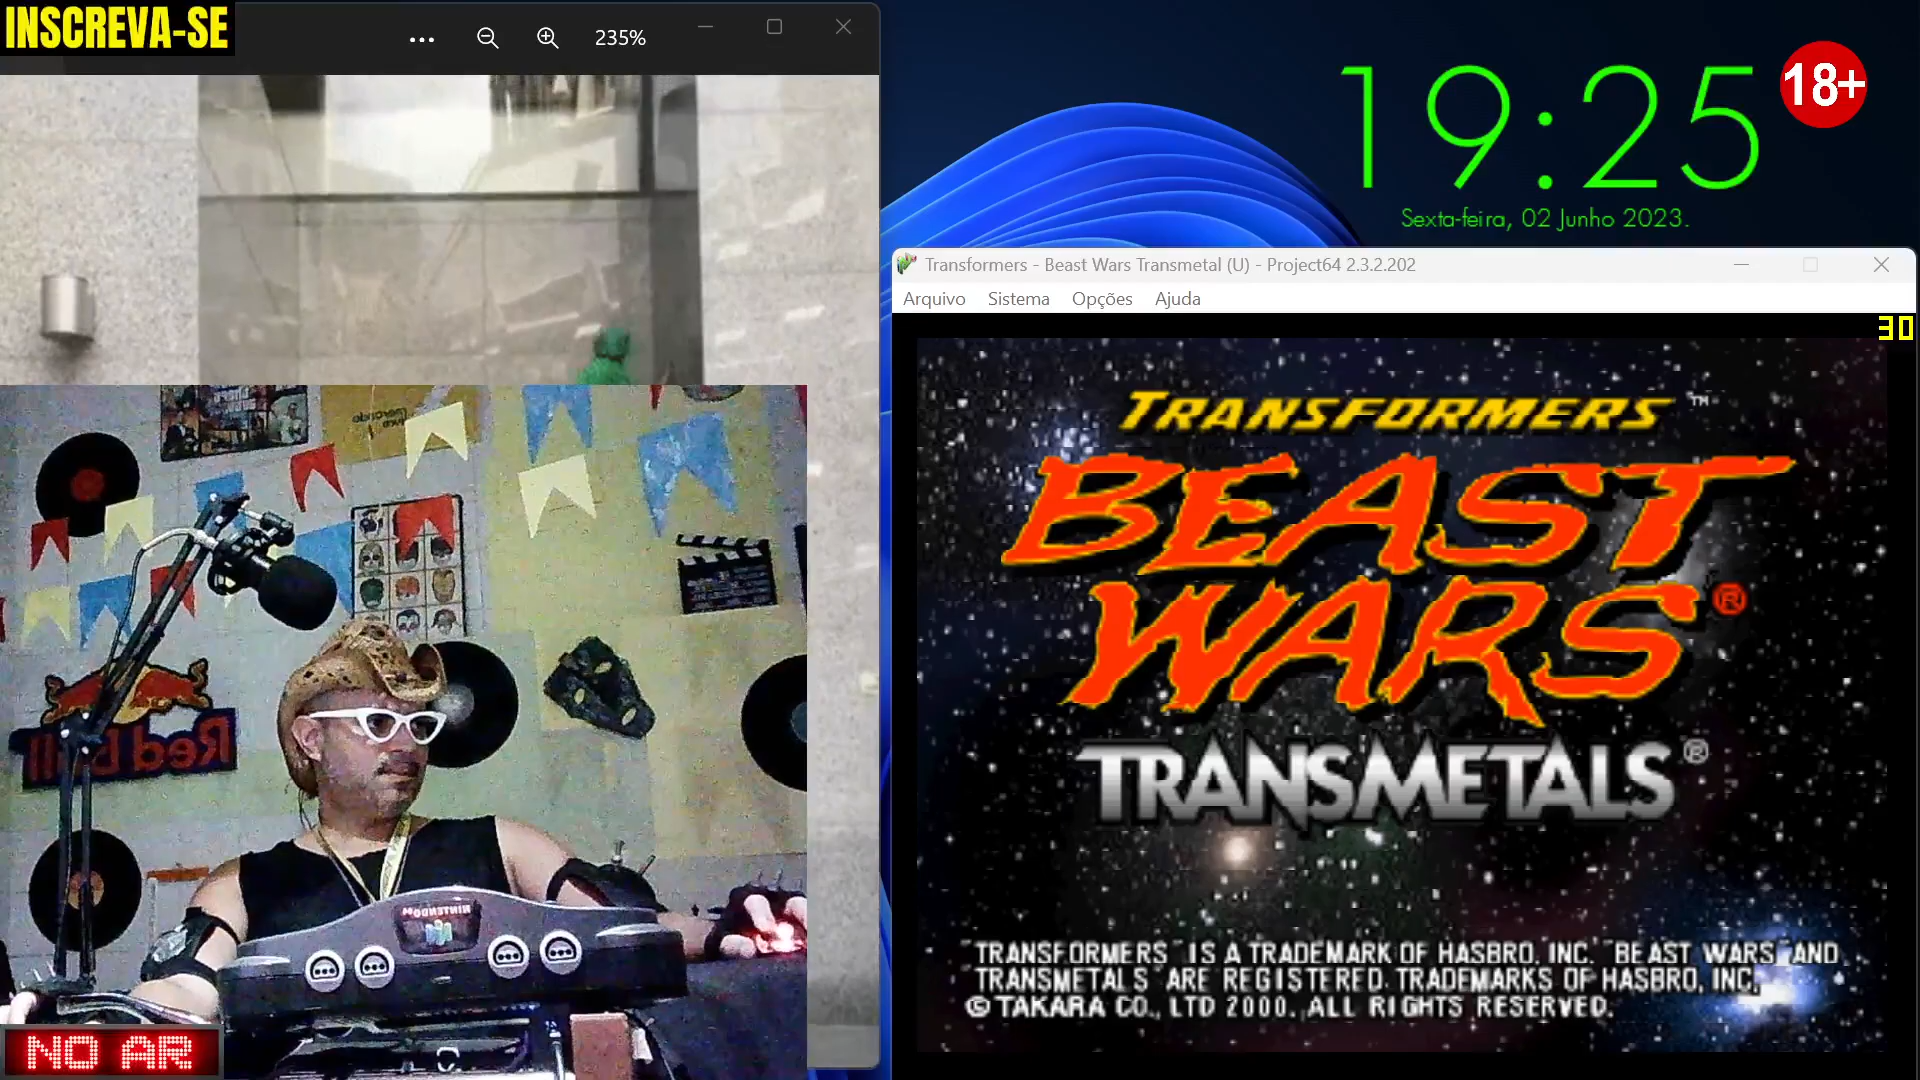 INSCREVA-SE
235%
19:25
18+
Sexta-feira, 02 Junho 2023.
Transformers - Beast Wars Transmetal (U) - Project64 2.3.2.202
Arquivo Sistema Opções Ajuda
30
TRANSFORMERS™
BEAST
WARS®
TRANSMETALS®
"TRANSFORMERS" IS A TRADEMARK OF HASBRO, INC. "BEAST WARS" AND
"TRANSMETALS" ARE REGISTERED TRADEMARKS OF HASBRO, INC.
© TAKARA CO., LTD 2000. ALL RIGHTS RESERVED.
Red Bull
NINTENDO 64
NO AR